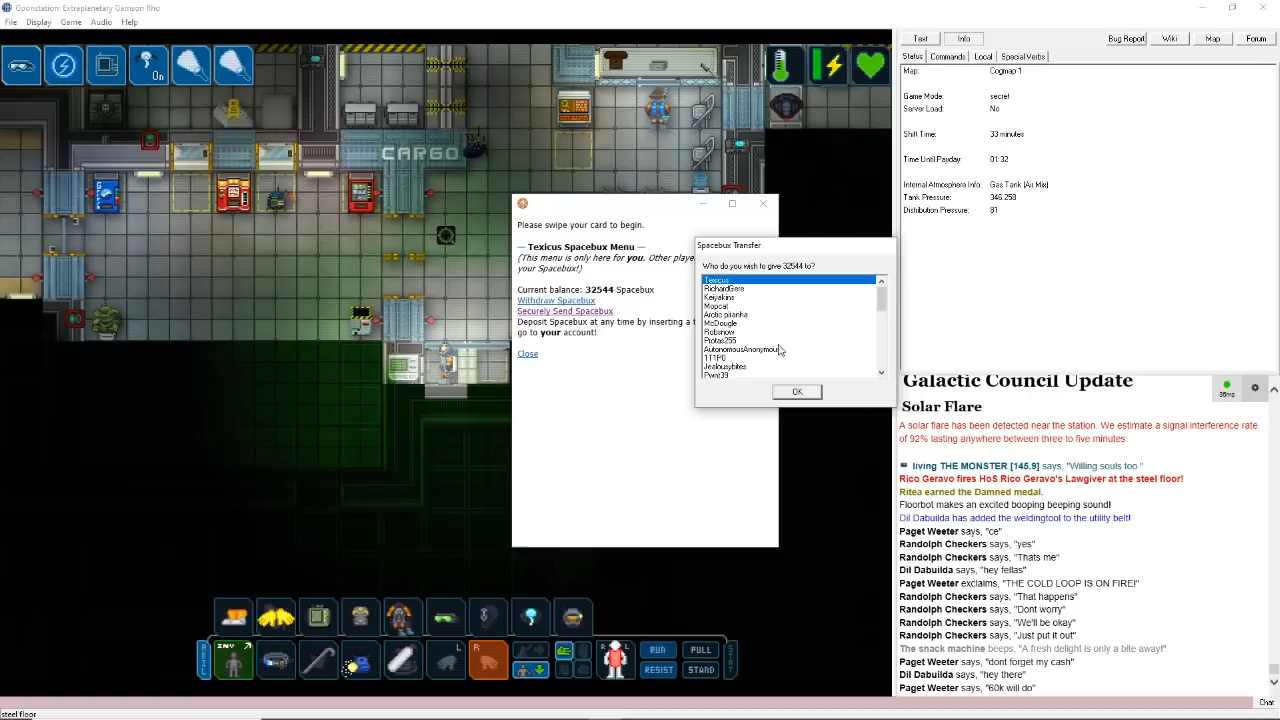 Goonstation: Extraplanetary Garrison Rho
File Display Game Audio Help
On
CARGO
Please swipe your card to begin.
— Texicus Spacebux Menu —
(This menu is only here for you. Other playe
your Spacebux!)
Current balance: 32544 Spacebux
Withdraw Spacebux
Securely Send Spacebux
Deposit Spacebux at any time by inserting a t
go to your account!
Close
Spacebux Transfer
Who do you wish to give 32544 to?
Texicus
RichardGere
Keiyakins
Mopcat
Arctic piranha
McDougle
Robsnow
Protas255
AutonomousAnonymous
1T1P0
Jealousybites
Pwnt39
OK
Text Info Bug Report Wiki Map Forum
Status Commands Local Special Verbs
Map: Cogmap 1
Game Mode: secret
Server Load: No
Shift Time: 33 minutes
Time Until Payday: 01:32
Internal Atmosphere Info: Gas Tank (Air Mix)
Tank Pressure: 346.258
Distribution Pressure: 81
Galactic Council Update
35ms
Solar Flare
A solar flare has been detected near the station. We estimate a signal interference rate
of 92% lasting anywhere between three to five minutes.
living THE MONSTER [145.9] says, "Willing souls too."
Rico Geravo fires HoS Rico Geravo's Lawgiver at the steel floor!
Ritea earned the Damned medal.
Floorbot makes an excited booping beeping sound!
Dil Dabuilda has added the weldingtool to the utility belt!
Paget Weeter says, "ce"
Randolph Checkers says, "yes"
Randolph Checkers says, "Thats me"
Dil Dabuilda says, "hey fellas"
Paget Weeter exclaims, "THE COLD LOOP IS ON FIRE!"
Randolph Checkers says, "That happens"
Randolph Checkers says, "Dont worry"
Randolph Checkers says, "We'll be okay"
Randolph Checkers says, "Just put it out"
The snack machine beeps, "A fresh delight is only a bite away!"
Paget Weeter says, "dont forget my cash"
Dil Dabuilda says, "hey there"
Paget Weeter says, "60k will do"
Chat
INV
L
R
R L
RUN
PULL
RESIST
STAND
steel floor